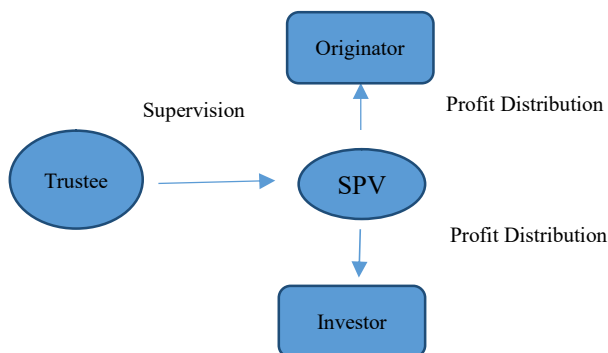 Originator
Supervision
Profit Distribution
Trustee
SPV
Profit Distribution
Investor